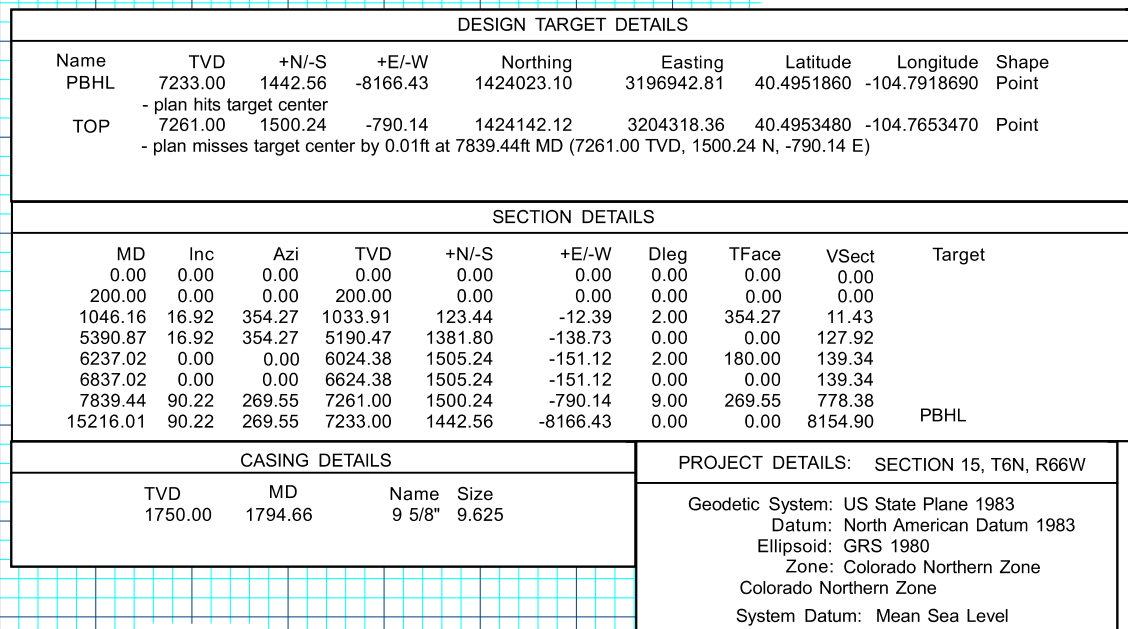 DESIGN TARGET DETAILS
Name TVD +N/-S +E/-W Northing Easting Latitude Longitude Shape
PBHL 7233.00 1442.56 -8166.43 1424023.10 3196942.81 40.4951860 -104.7918690 Point
- plan hits target center
TOP 7261.00 1500.24 -790.14 1424142.12 3204318.36 40.4953480 -104.7653470 Point
- plan misses target center by 0.01ft at 7839.44ft MD (7261.00 TVD, 1500.24 N, -790.14 E)
SECTION DETAILS
MD Inc Azi TVD +N/-S +E/-W Dleg TFace VSect Target
0.00 0.00 0.00 0.00 0.00 0.00 0.00 0.00 0.00
200.00 0.00 0.00 200.00 0.00 0.00 0.00 0.00 0.00
1046.16 16.92 354.27 1033.91 123.44 -12.39 2.00 354.27 11.43
5390.87 16.92 354.27 5190.47 1381.80 -138.73 0.00 0.00 127.92
6237.02 0.00 0.00 6024.38 1505.24 -151.12 2.00 180.00 139.34
6837.02 0.00 0.00 6624.38 1505.24 -151.12 0.00 0.00 139.34
7839.44 90.22 269.55 7261.00 1500.24 -790.14 9.00 269.55 778.38
15216.01 90.22 269.55 7233.00 1442.56 -8166.43 0.00 0.00 8154.90 PBHL
CASING DETAILS
TVD MD Name Size
1750.00 1794.66 9 5/8" 9.625
PROJECT DETAILS: SECTION 15, T6N, R66W
Geodetic System: US State Plane 1983
Datum: North American Datum 1983
Ellipsoid: GRS 1980
Zone: Colorado Northern Zone
Colorado Northern Zone
System Datum: Mean Sea Level